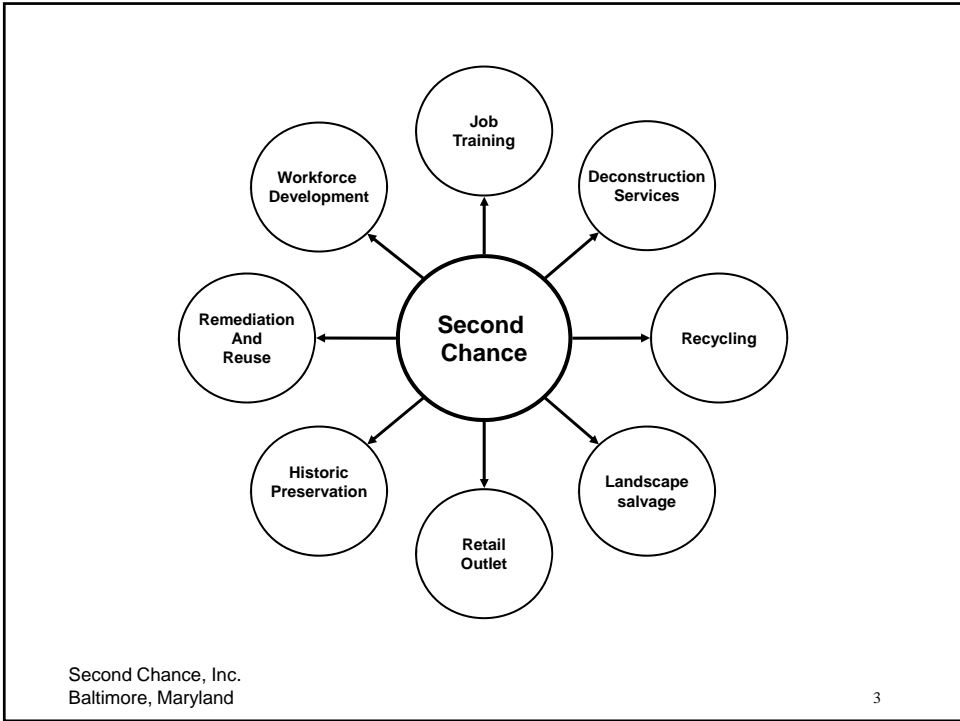 Job
Training
Workforce
Development
Deconstruction
Services
Remediation
And
Reuse
Second
Chance
Recycling
Historic
Preservation
Landscape
salvage
Retail
Outlet
Second Chance, Inc.
Baltimore, Maryland
3